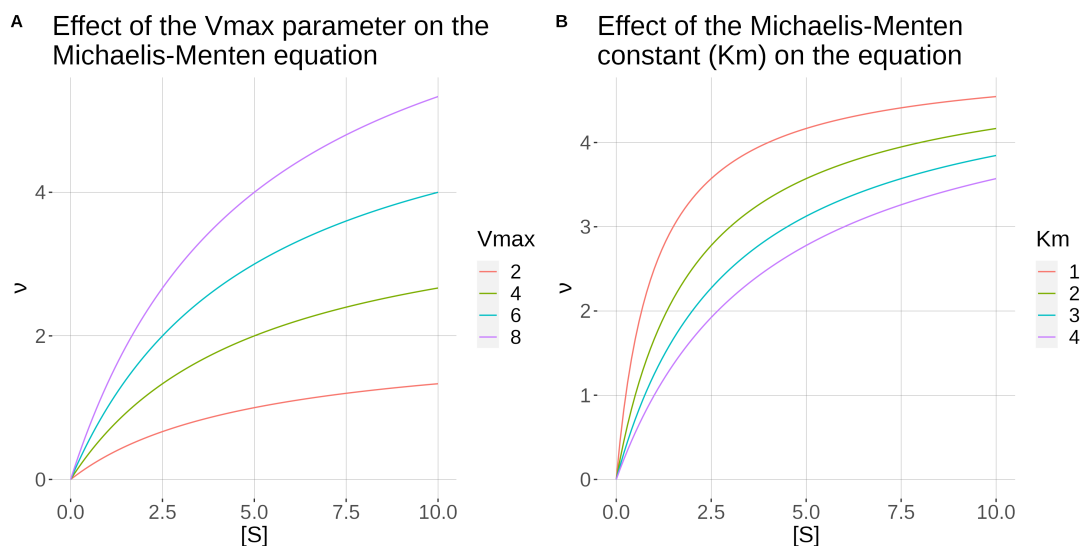 A
Effect of the Vmax parameter on the
Michaelis-Menten equation
4
2
0
ν
0.0 2.5 5.0 7.5 10.0
[S]
Vmax
2
4
6
8
B
Effect of the Michaelis-Menten
constant (Km) on the equation
4
3
2
1
0
ν
0.0 2.5 5.0 7.5 10.0
[S]
Km
1
2
3
4